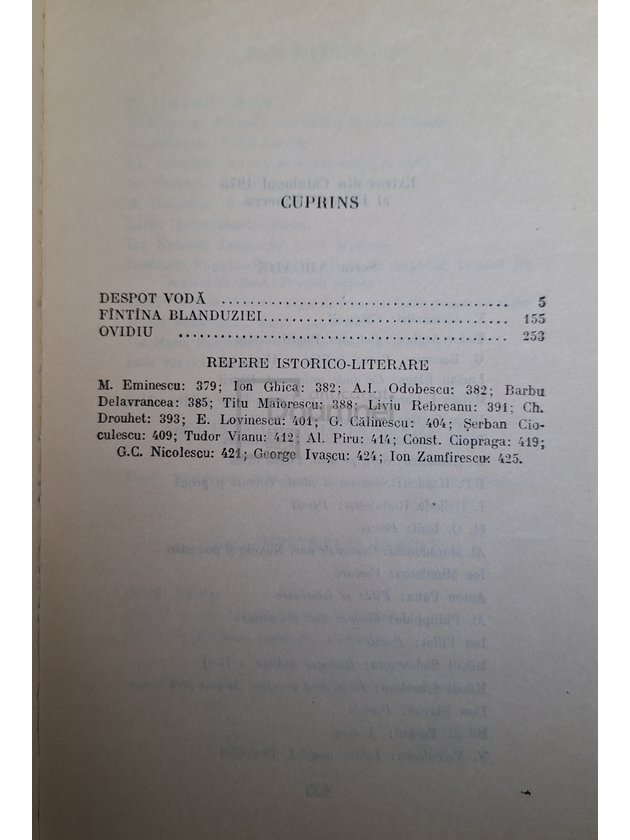 CUPRINS
DESPOT VODĂ ........................................ 5
FÎNTÎNA BLANDUZIEI................................ 155
OVIDIU ........................................ 253
REPERE ISTORICO-LITERARE
M. Eminescu: 379; Ion Ghica: 382; A.I. Odobescu: 382; Barbu
Delavrancea: 385; Titu Maiorescu: 388; Liviu Rebreanu: 391; Ch.
Drouhet: 393; E. Lovinescu: 401; G. Călinescu: 404; Șerban Cio-
culescu: 409; Tudor Vianu: 412; Al. Piru: 414; Const. Ciopraga: 419;
G.C. Nicolescu: 421; George Ivașcu: 424; Ion Zamfirescu: 425.